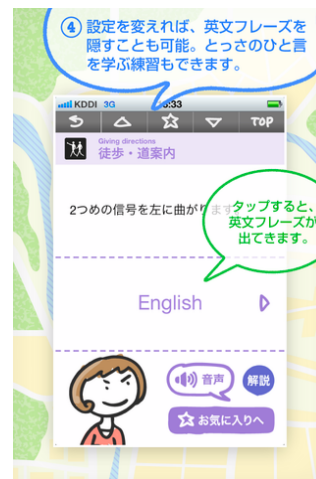 ④ 設定を変えれば、英文フレーズを
隠すことも可能。とっさのひと言
を学ぶ練習もできます。
KDDI 3G :33
TOP
Giving directions
徒歩・道案内
2つめの信号を左に曲がります
タップすると、
英文フレーズが
出てきます。
English
音声
解説
お気に入りへ